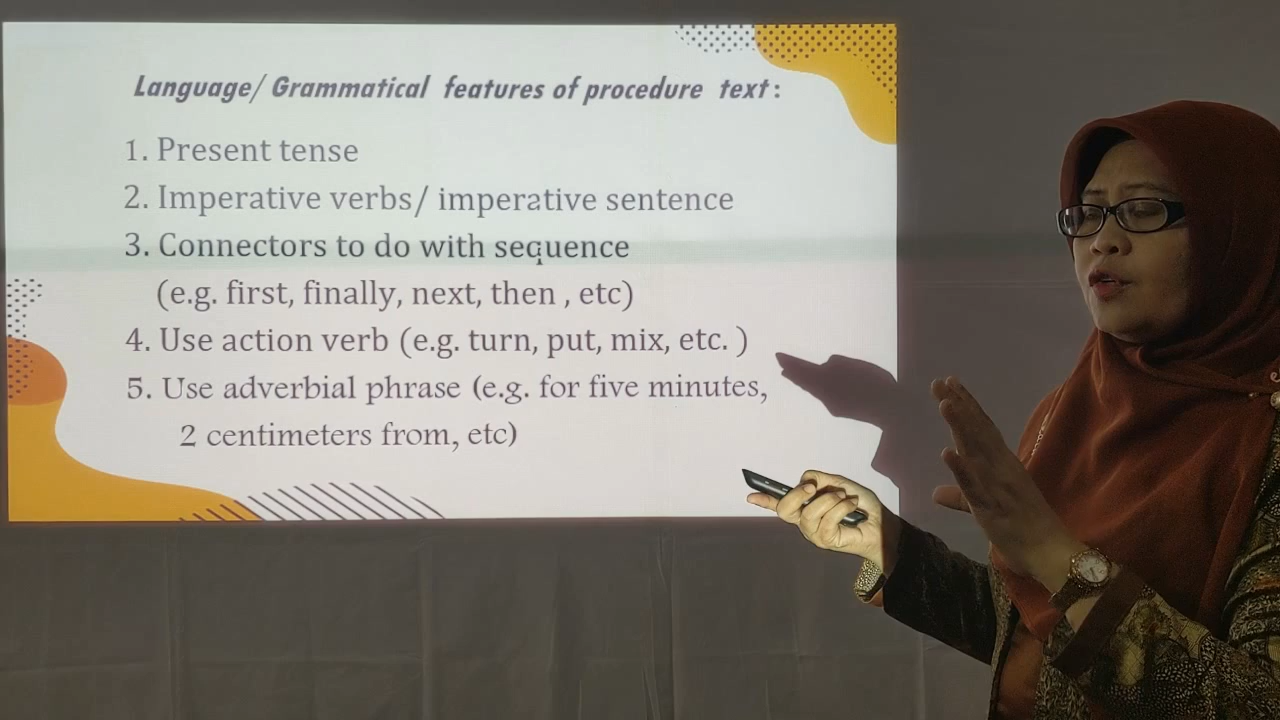 Language/ Grammatical features of procedure text :
1. Present tense
2. Imperative verbs/ imperative sentence
3. Connectors to do with sequence
(e.g. first, finally, next, then , etc)
4. Use action verb (e.g. turn, put, mix, etc. )
5. Use adverbial phrase (e.g. for five minutes,
2 centimeters from, etc)